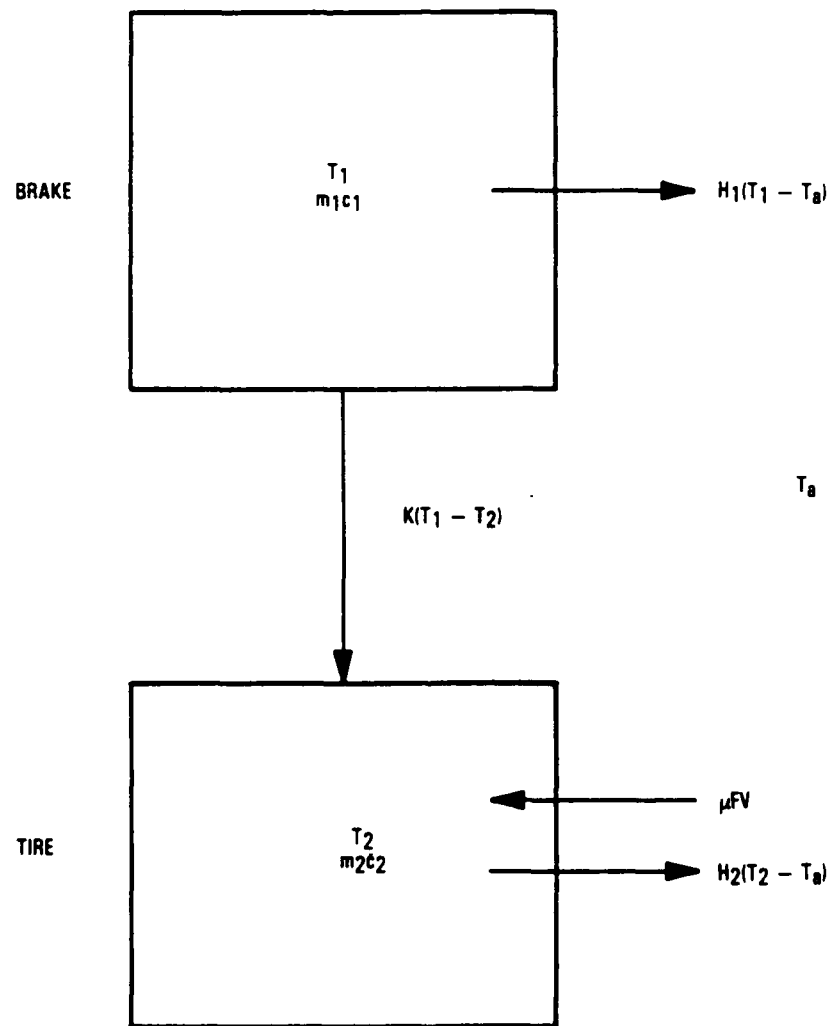 BRAKE
T₁
m₁c₁
H₁(T₁ − Tₐ)
K(T₁ − T₂)
Tₐ
TIRE
T₂
m₂c₂
μFV
H₂(T₂ − Tₐ)